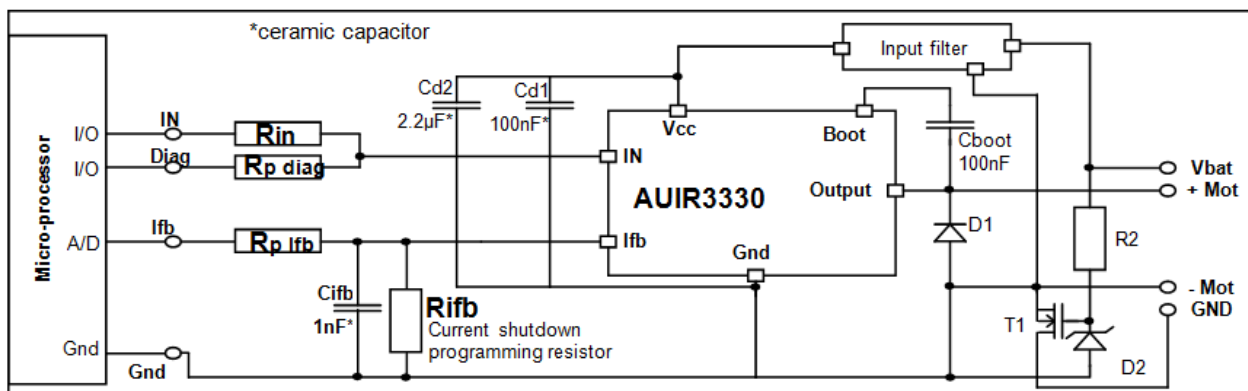 *ceramic capacitor
Input filter
Micro-processor
I/O
IN
Rin
I/O
Diag
Rp diag
A/D
Ifb
Rp Ifb
Gnd
Gnd
Cd2
2.2µF*
Cd1
100nF*
Cifb
1nF*
Rifb
Current shutdown
programming resistor
Vcc
Boot
IN
AUIR3330
Output
Ifb
Gnd
Cboot
100nF
D1
R2
T1
D2
Vbat
+ Mot
- Mot
GND